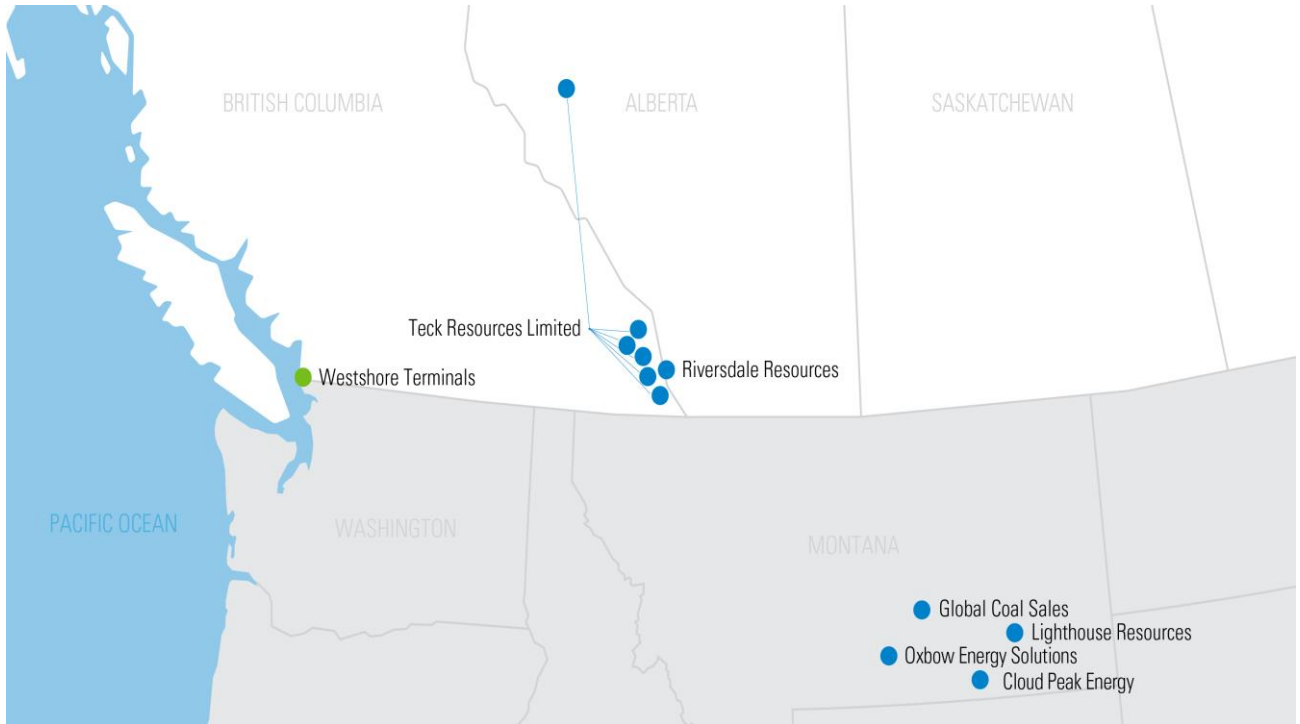 BRITISH COLUMBIA
ALBERTA
SASKATCHEWAN
Teck Resources Limited
Riversdale Resources
Westshore Terminals
PACIFIC OCEAN
WASHINGTON
MONTANA
Global Coal Sales
Lighthouse Resources
Oxbow Energy Solutions
Cloud Peak Energy